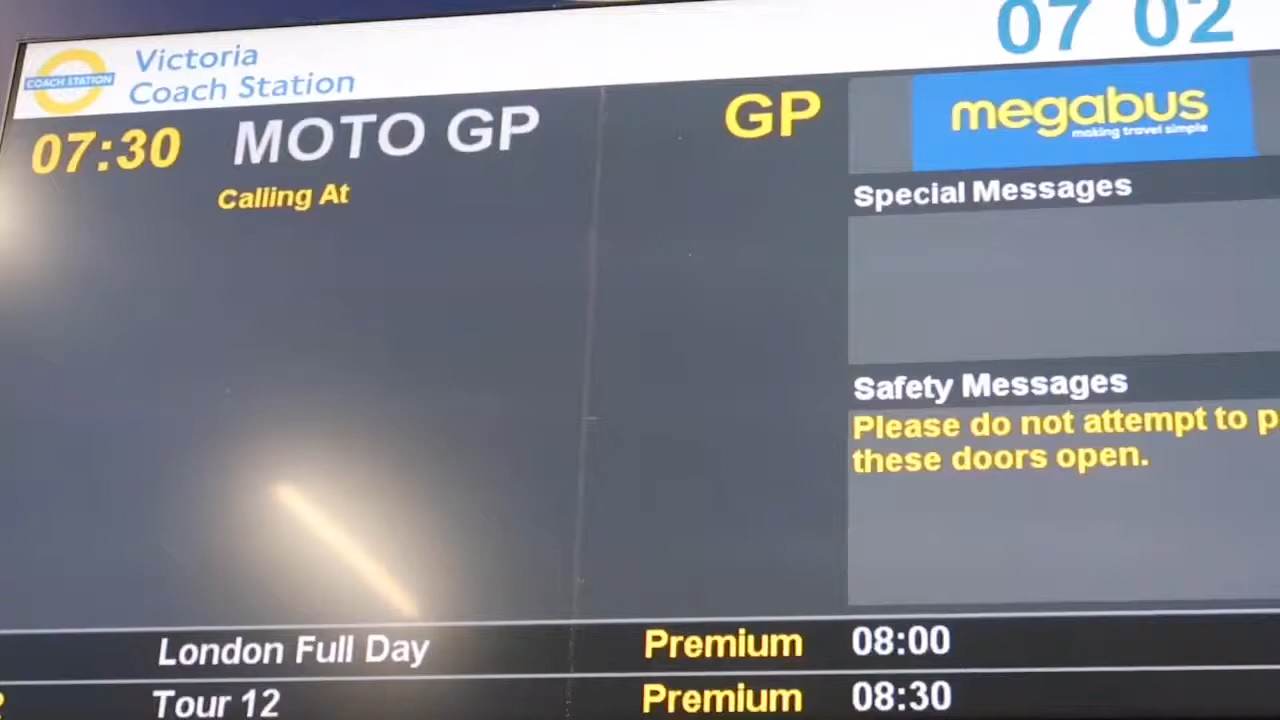 Victoria
Coach Station
COACH STATION
07 02
07:30 MOTO GP GP
Calling At
megabus
making travel simple
Special Messages
Safety Messages
Please do not attempt to
these doors open.
London Full Day Premium 08:00
Tour 12 Premium 08:30